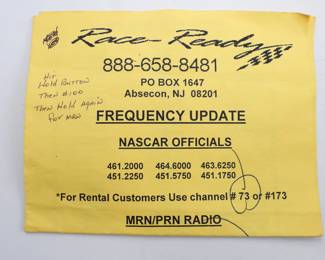 Race-Ready
888-658-8481
PO BOX 1647
Absecon, NJ 08201
Hit
Hold Button
Then #100
Then Hold Again
for MRN
FREQUENCY UPDATE
NASCAR OFFICIALS
461.2000 464.6000 463.6250
451.2250 451.5750 451.1750
*For Rental Customers Use channel # 73 or #173
MRN/PRN RADIO